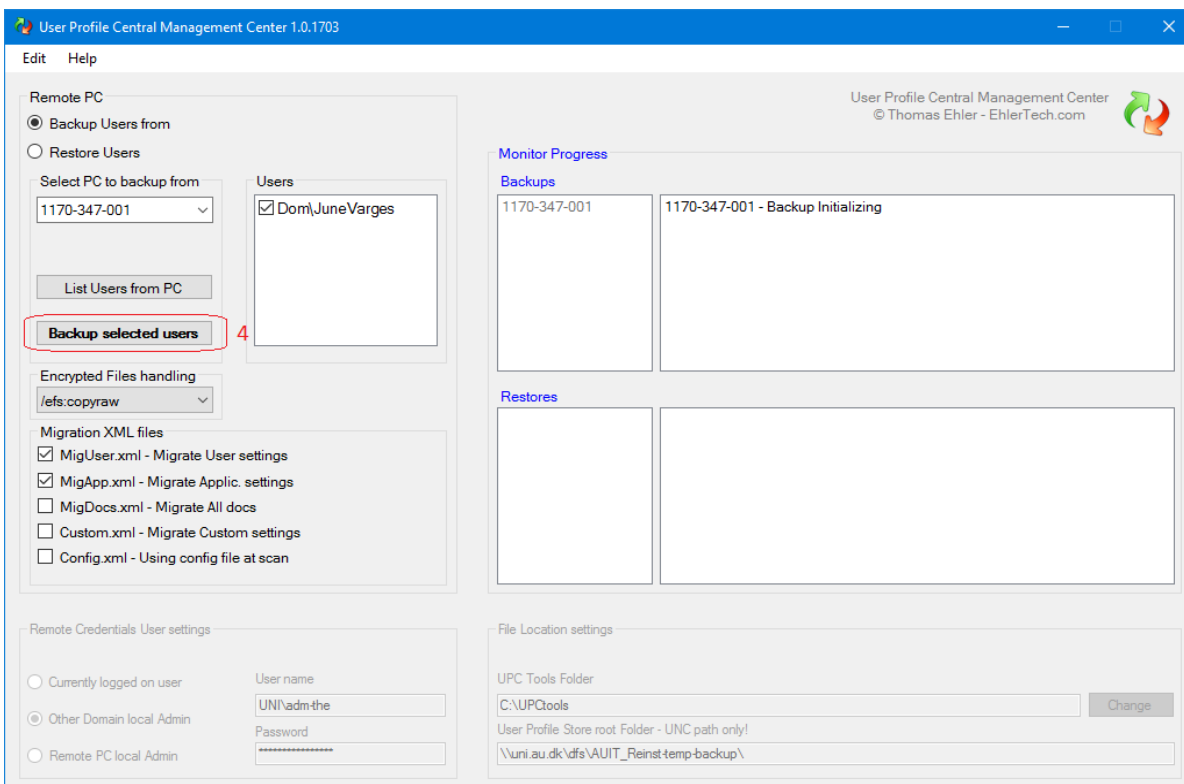 User Profile Central Management Center 1.0.1703
Edit Help
User Profile Central Management Center
© Thomas Ehler - EhlerTech.com
Remote PC
Backup Users from
Restore Users
Select PC to backup from
1170-347-001
List Users from PC
Backup selected users
4
Users
Dom\JuneVarges
Encrypted Files handling
/efs:copyraw
Migration XML files
MigUser.xml - Migrate User settings
MigApp.xml - Migrate Applic. settings
MigDocs.xml - Migrate All docs
Custom.xml - Migrate Custom settings
Config.xml - Using config file at scan
Monitor Progress
Backups
1170-347-001
1170-347-001 - Backup Initializing
Restores
Remote Credentials User settings
Currently logged on user
Other Domain local Admin
Remote PC local Admin
User name
UNI\adm-the
Password
****************
File Location settings
UPC Tools Folder
C:\UPCtools
Change
User Profile Store root Folder - UNC path only!
\\uni.au.dk\dfs\AUIT_Reinst-temp-backup\